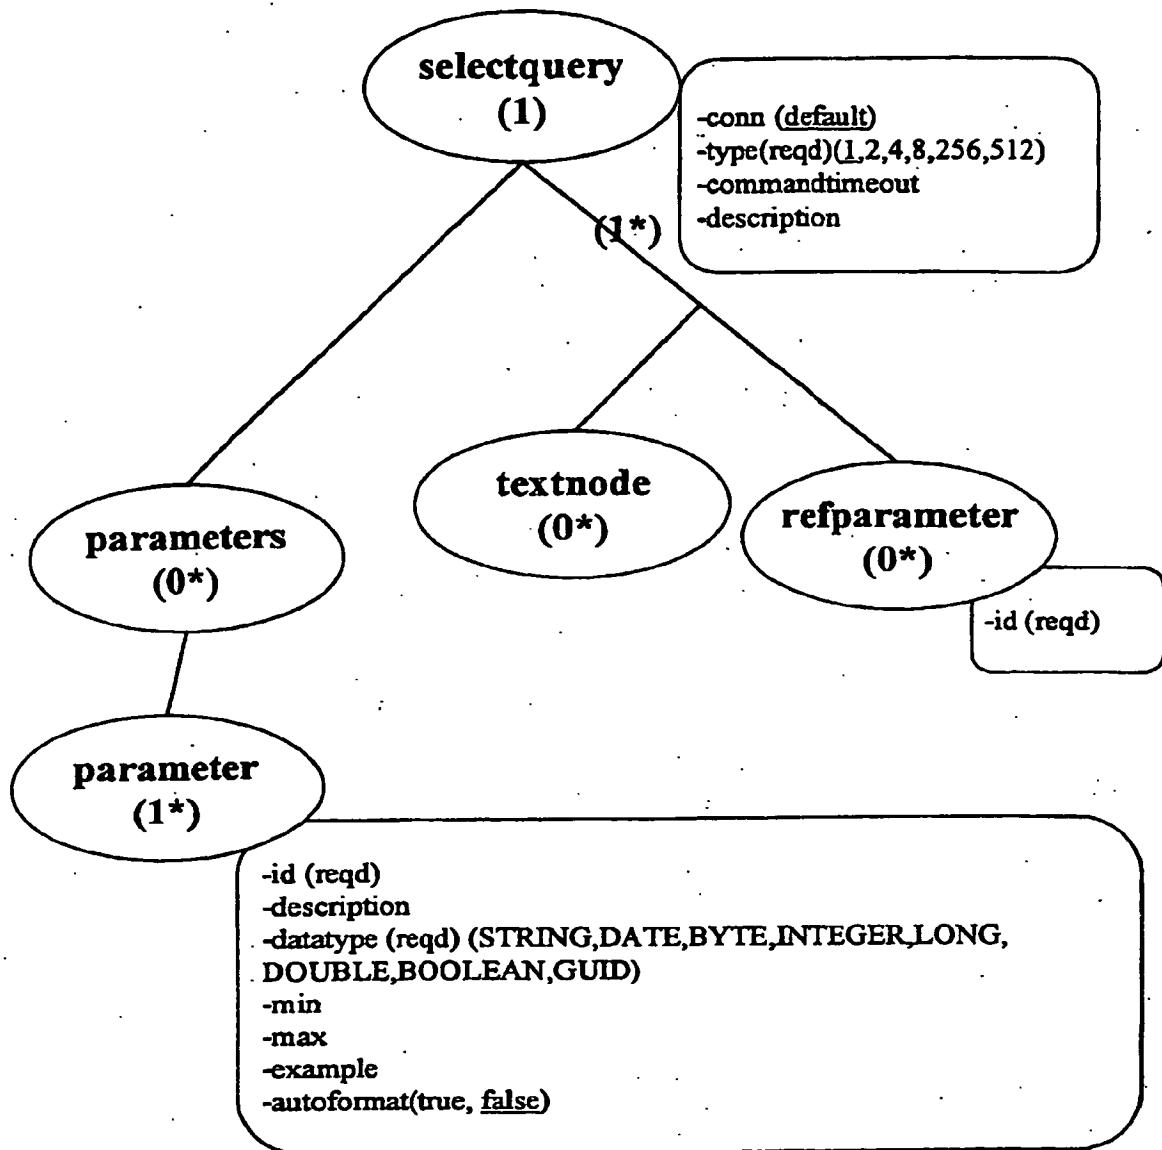 selectquery
(1)
-conn (default)
-type(reqd)(1,2,4,8,256,512)
-commandtimeout
-description
(1*)
textnode
(0*)
refparameter
(0*)
-id (reqd)
parameters
(0*)
parameter
(1*)
-id (reqd)
-description
-datatype (reqd) (STRING,DATE,BYTE,INTEGER,LONG,
DOUBLE,BOOLEAN,GUID)
-min
-max
-example
-autoformat(true, false)